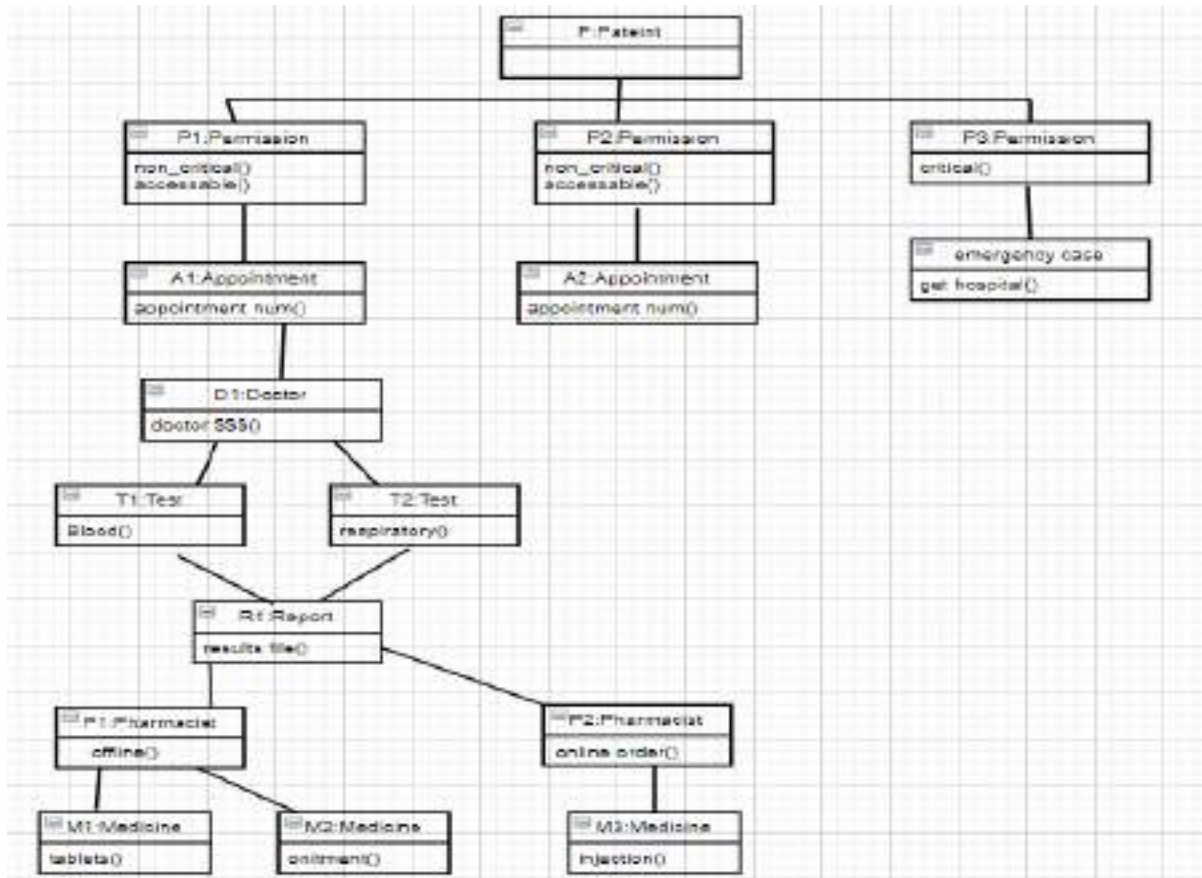 P:Pateint
P1:Permission
non_critical()
accessable()
P2:Permission
non_critical()
accessable()
P3:Permission
critical()
A1:Appointment
appointment num()
A2:Appointment
appointment num()
emergency case
get hospital()
D1:Doctor
doctor SSS()
T1:Test
Blood()
T2:Test
respiratory()
R1:Report
results file()
P1:Pharmacist
offline()
P2:Pharmacist
online order()
M1:Medicine
tablets()
M2:Medicine
onitment()
M3:Medicine
injection()